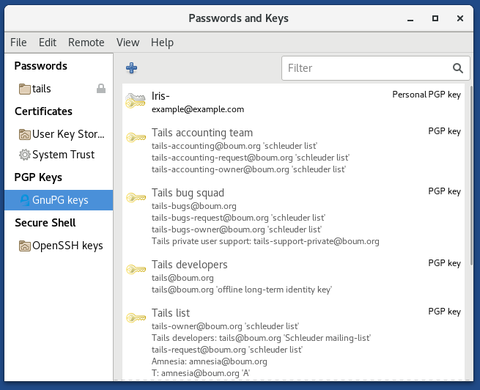 Passwords and Keys
File Edit Remote View Help
Passwords
tails
Certificates
User Key Stor...
System Trust
PGP Keys
GnuPG keys
Secure Shell
OpenSSH keys
Filter
Iris-
Personal PGP key
example@example.com
Tails accounting team
PGP key
tails-accounting@boum.org 'schleuder list'
tails-accounting-request@boum.org 'schleuder list'
tails-accounting-owner@boum.org 'schleuder list'
Tails bug squad
PGP key
tails-bugs@boum.org
tails-bugs-request@boum.org 'schleuder list'
tails-bugs-owner@boum.org 'schleuder list'
Tails private user support: tails-support-private@boum.org
Tails developers
PGP key
tails@boum.org
tails@boum.org 'offline long-term identity key'
Tails list
PGP key
tails-owner@boum.org 'schleuder list'
Tails developers: tails@boum.org 'Schleuder mailing-list'
tails-request@boum.org 'schleuder list'
Amnesia: amnesia@boum.org
T: amnesia@boum.org 'A'